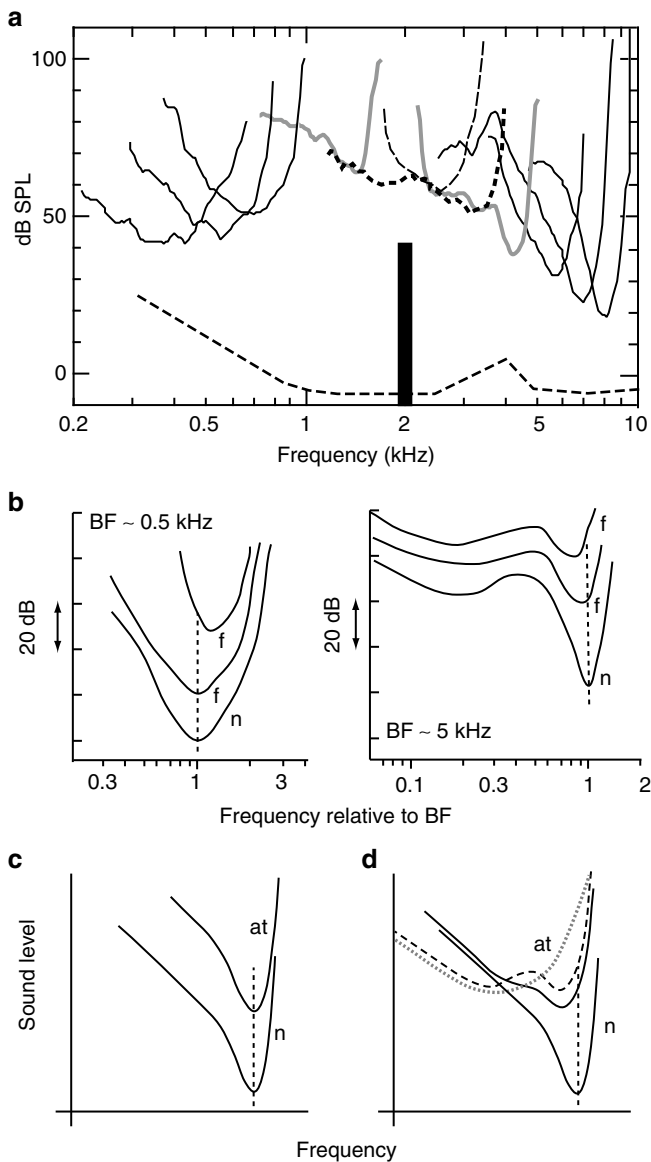 a
100
50
0
dB SPL
0.2 0.5 1 2 5 10
Frequency (kHz)
b
BF ~ 0.5 kHz
20 dB
f
f
n
0.3 1 3
20 dB
f
f
n
BF ~ 5 kHz
0.1 0.3 1 2
Frequency relative to BF
c
Sound level
at
n
d
at
n
Frequency